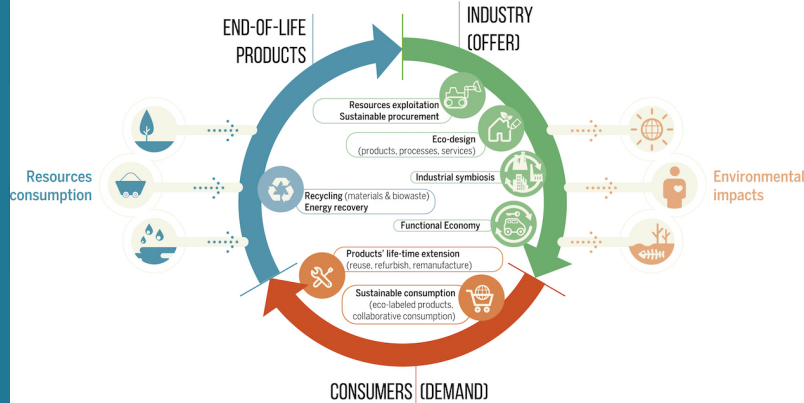 END-OF-LIFE
PRODUCTS
INDUSTRY
(OFFER)
Resources exploitation
Sustainable procurement
Eco-design
(products, processes, services)
Industrial symbiosis
Functional Economy
Resources
consumption
Environmental
impacts
Recycling (materials & biowaste)
Energy recovery
Products' life-time extension
(reuse, refurbish, remanufacture)
Sustainable consumption
(eco-labeled products,
collaborative consumption)
CONSUMERS (DEMAND)